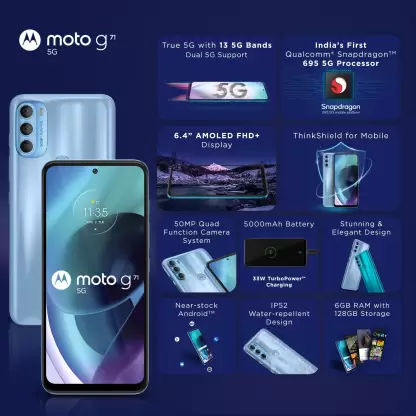 moto g 71
5G
True 5G with 13 5G Bands
Dual 5G Support
5G
India's First
Qualcomm® Snapdragon™
695 5G Processor
Snapdragon
6.4" AMOLED FHD+
Display
ThinkShield for Mobile
11:35
moto g 71
5G
50MP Quad
Function Camera
System
5000mAh Battery
33W TurboPower™
Charging
Stunning &
Elegant Design
Near-stock
Android™
IP52
Water-repellent
Design
6GB RAM with
128GB Storage